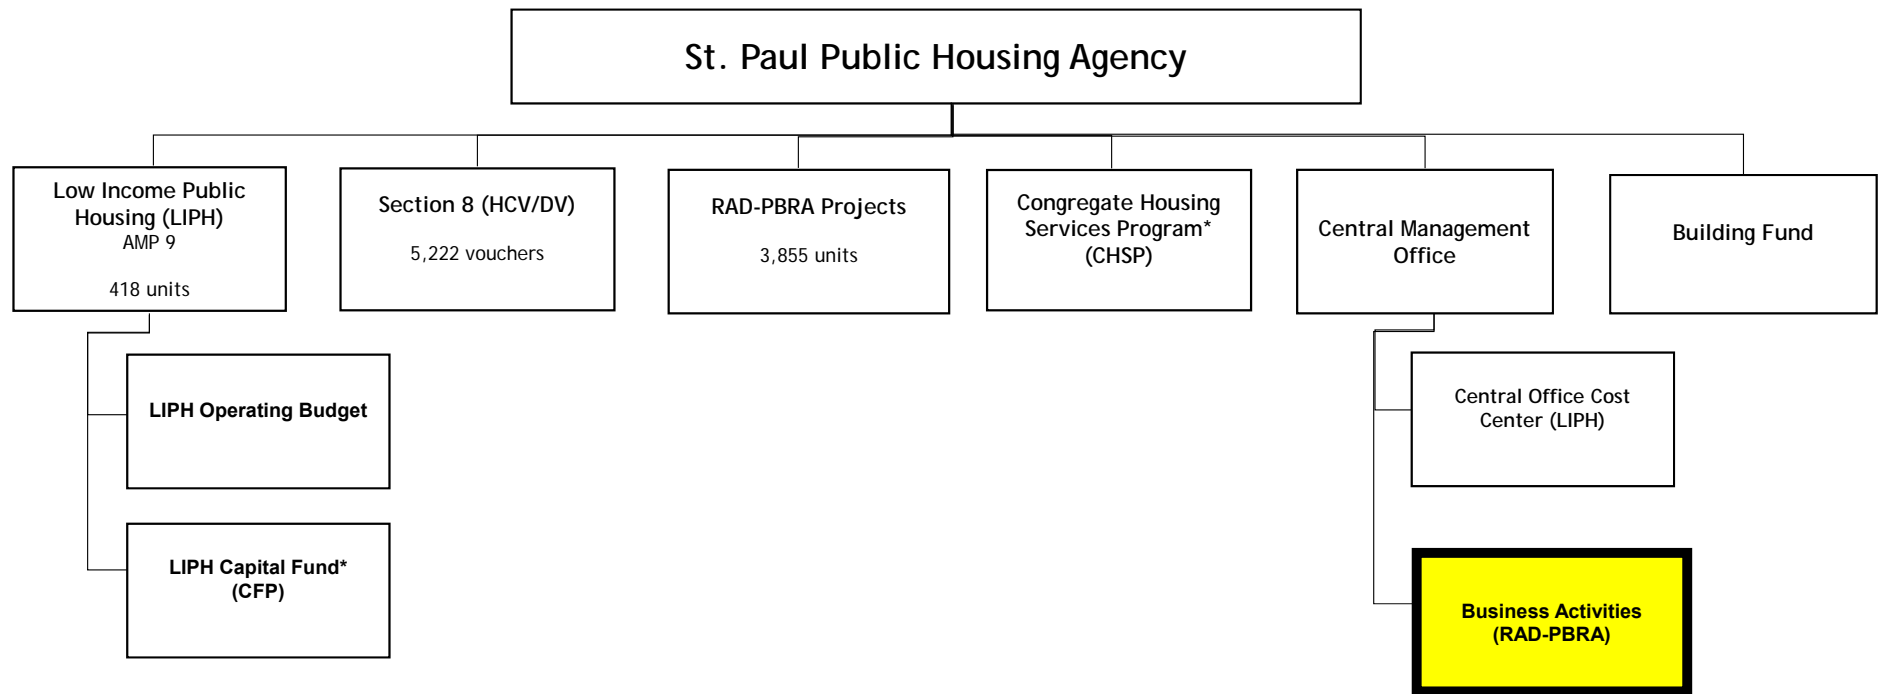 St. Paul Public Housing Agency
Low Income Public
Housing (LIPH)
AMP 9
418 units
Section 8 (HCV/DV)
5,222 vouchers
RAD-PBRA Projects
3,855 units
Congregate Housing
Services Program*
(CHSP)
Central Management
Office
Building Fund
LIPH Operating Budget
LIPH Capital Fund*
(CFP)
Central Office Cost
Center (LIPH)
Business Activities
(RAD-PBRA)